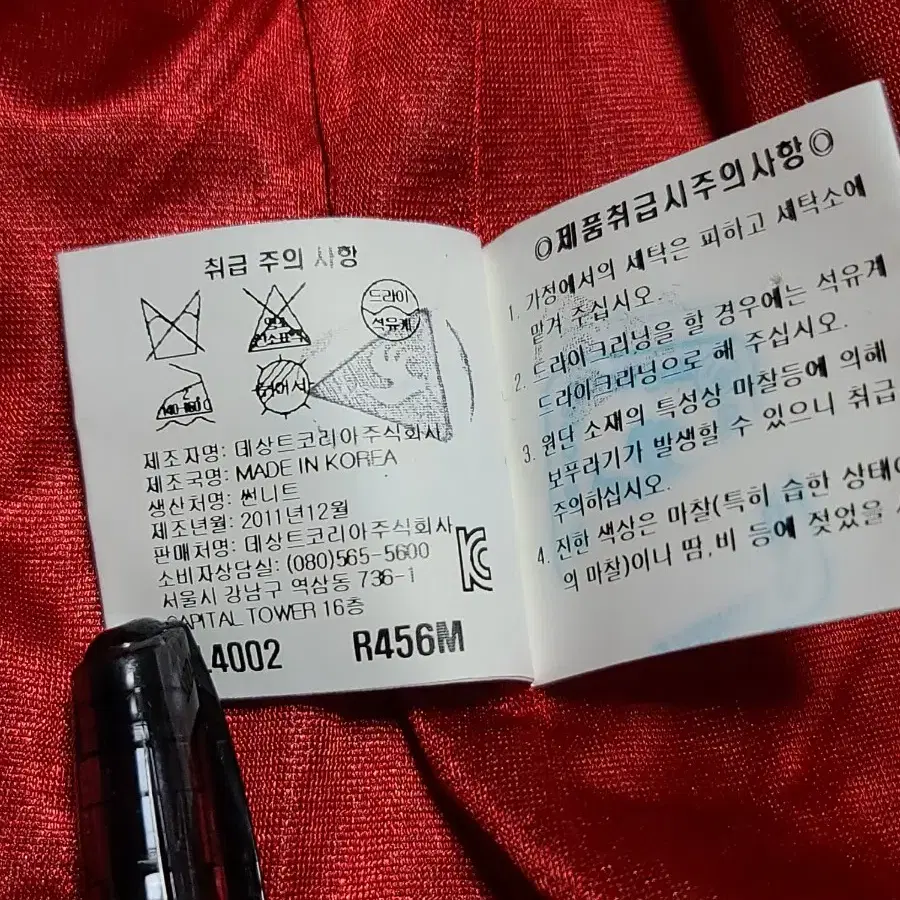 취급 주의 사항
드라이
석유계
염소표백
140-160℃
뉘어서
제조자명: 데상트코리아주식회사
제조국명: MADE IN KOREA
생산처명: 썬니트
제조년월: 2011년12월
판매저명: 데상트코리아주식회사
소비자상담실: (080)565-5600
서울시 강남구 역삼동 736-1
CAPITAL TOWER 16층
4002 R456M
◎제품취급시주의사항◎
1. 가정에서의 세탁은 피하고 세탁소에
맡겨 주십시오.
2. 드라이크리닝을 할 경우에는 석유계
드라이크리닝으로 해 주십시오.
3. 원단 소재의 특성상 마찰등에 의해
보푸라기가 발생할 수 있으니 취급
주의하십시오.
4. 진한 색상은 마찰(특히 습한 상태
의 마찰)이나 땀,비 등에 젖었을